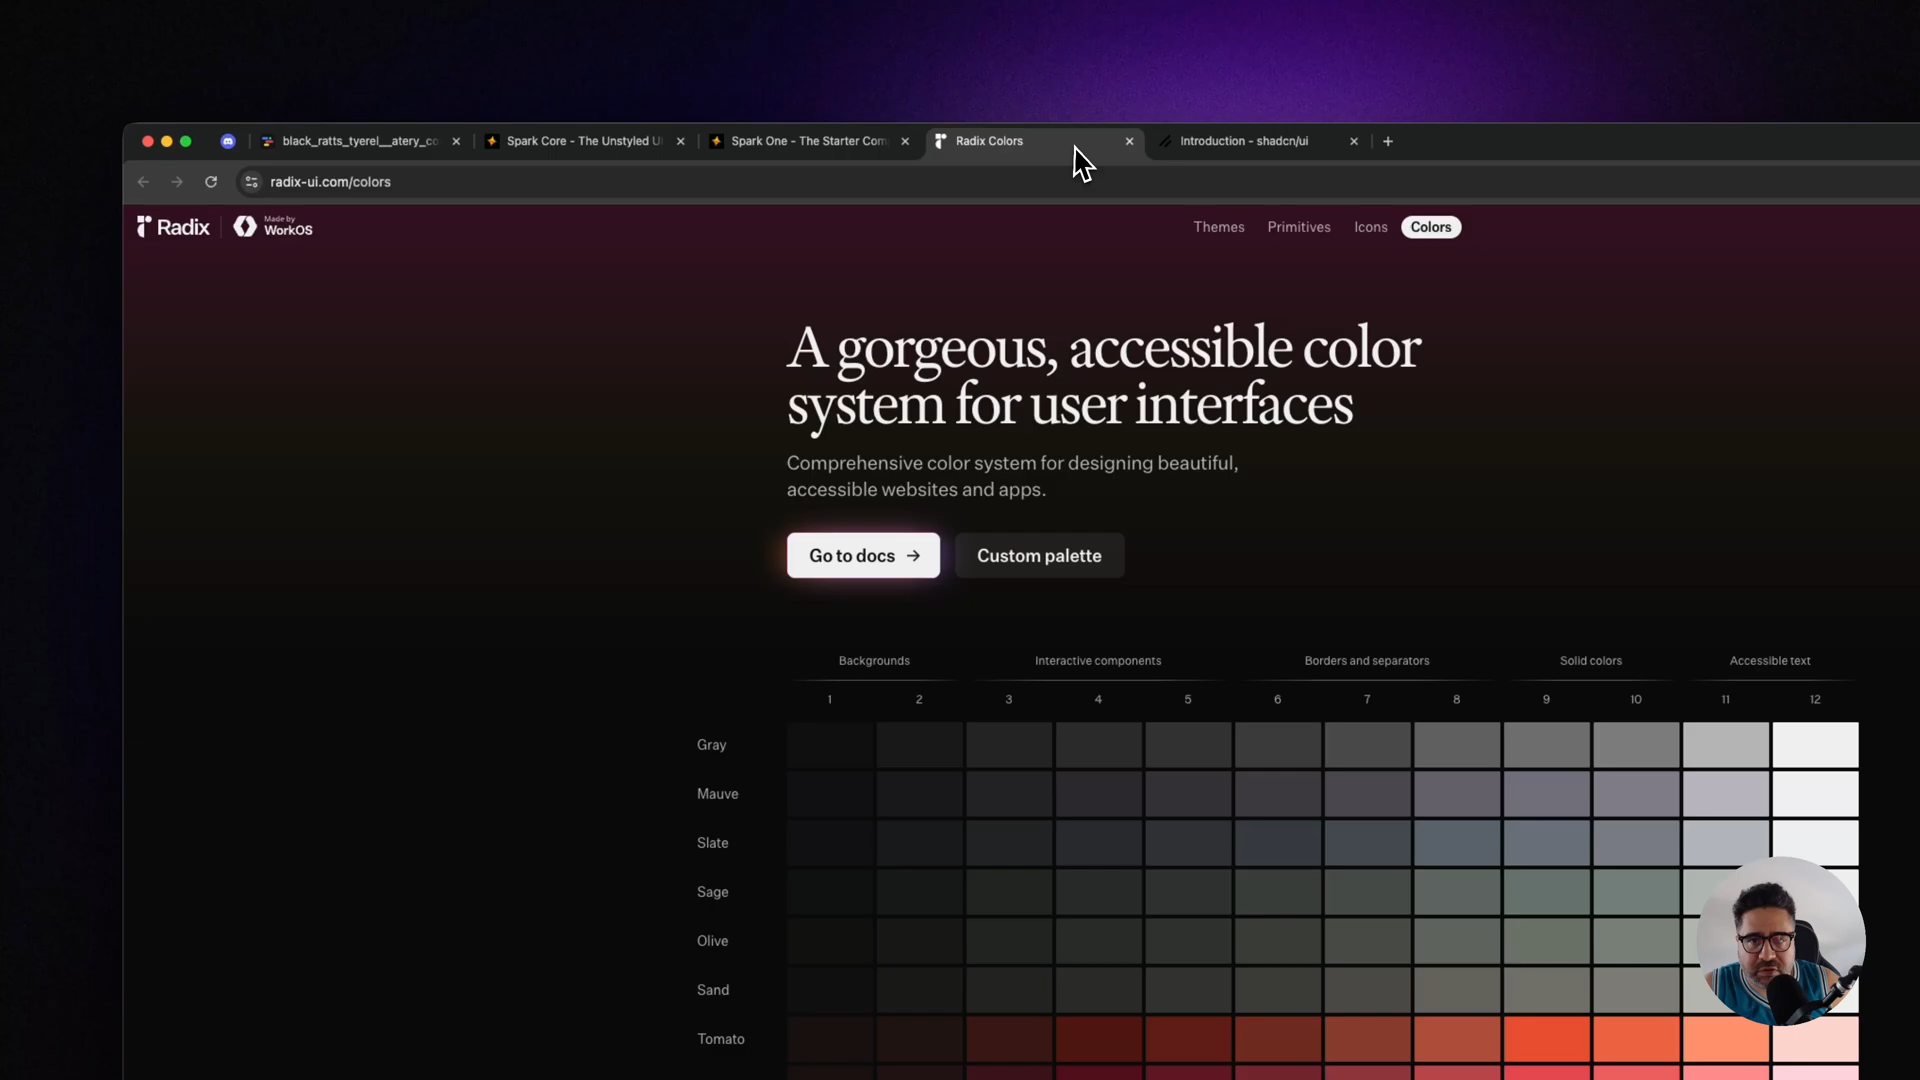 black_ratts_tyerel__atery_co
Spark Core - The Unstyled UI
Spark One - The Starter Com
Radix Colors
Introduction - shadcn/ui
radix-ui.com/colors
Radix
Made by
WorkOS
Themes
Primitives
Icons
Colors
A gorgeous, accessible color
system for user interfaces
Comprehensive color system for designing beautiful,
accessible websites and apps.
Go to docs →
Custom palette
Backgrounds
Interactive components
Borders and separators
Solid colors
Accessible text
1 2 3 4 5 6 7 8 9 10 11 12
Gray
Mauve
Slate
Sage
Olive
Sand
Tomato